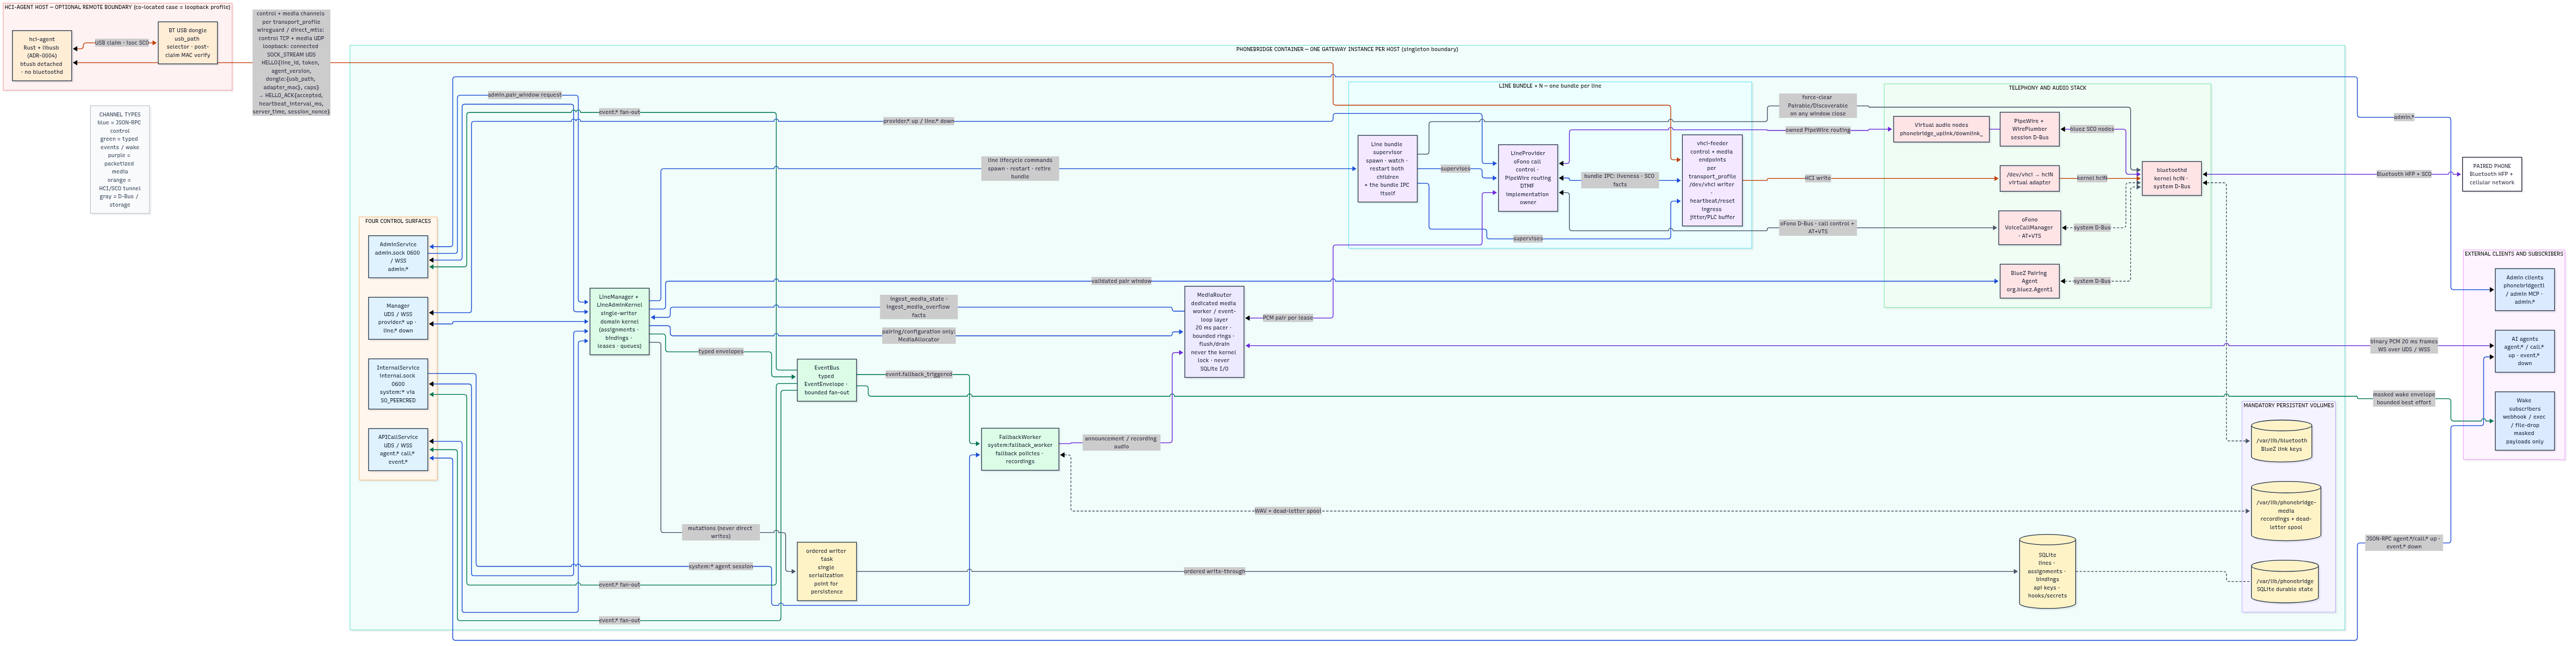 HCI-AGENT HOST — OPTIONAL REMOTE BOUNDARY (co-located case = loopback profile)
hci-agent
Rust + libusb
(ADR-0004)
btusb detached
· no bluetoothd
USB claim · isoc SCO
BT USB dongle
usb_path
selector · post-
claim MAC verify
control + media channels
per transport_profile
wireguard / direct_mtls:
control TCP + media UDP
loopback: connected
SOCK_STREAM UDS
HELLO{line_id, token,
agent_version,
dongle:{usb_path,
adapter_mac}, caps}
→ HELLO_ACK{accepted,
heartbeat_interval_ms,
server_time, session_nonce}
CHANNEL TYPES
blue = JSON-RPC
control
green = typed
events / wake
purple =
packetized
media
orange =
HCI/SCO tunnel
gray = D-Bus /
storage
PHONEBRIDGE CONTAINER — ONE GATEWAY INSTANCE PER HOST (singleton boundary)
admin.pair_window request
event.* fan-out
provider.* up / line.* down
FOUR CONTROL SURFACES
AdminService
admin.sock 0600
/ WSS
admin.*
Manager
UDS / WSS
provider.* up ·
line.* down
InternalService
internal.sock
0600
system:* via
SO_PEERCRED
APICallService
UDS / WSS
agent.* call.*
event.*
LineManager +
LineAdminKernel
single-writer
domain kernel
(assignments ·
bindings ·
leases · queues)
line lifecycle commands
spawn · restart · retire
bundle
validated pair window
ingest_media_state ·
ingest_media_overflow
facts
pairing/configuration only:
MediaAllocator
typed envelopes
EventBus
typed
EventEnvelope ·
bounded fan-out
event.fallback_triggered
FallbackWorker
system:fallback_worker
fallback policies ·
recordings
announcement / recording
audio
MediaRouter
dedicated media
worker / event-
loop layer
20 ms pacer ·
bounded rings ·
flush/drain
never the kernel
lock · never
SQLite I/O
PCM pair per lease
mutations (never direct
writes)
ordered writer
task
single
serialization
point for
persistence
system:* agent session
event.* fan-out
event.* fan-out
WAV + dead-letter spool
ordered write-through
LINE BUNDLE × N — one bundle per line
Line bundle
supervisor
spawn · watch ·
restart both
children
+ the bundle IPC
itself
supervises
supervises
LineProvider
oFono call
control ·
PipeWire routing
DTMF
implementation
owner
bundle IPC: liveness · SCO
facts
vhci-feeder
control + media
endpoints
per
transport_profile
/dev/vhci writer
·
heartbeat/reset
ingress
jitter/PLC buffer
force-clear
Pairable/Discoverable
on any window close
owned PipeWire routing
HCI write
oFono D-Bus · call control +
AT+VTS
TELEPHONY AND AUDIO STACK
Virtual audio nodes
phonebridge_uplink/downlink_
PipeWire +
WirePlumber
session D-Bus
bluez SCO nodes
/dev/vhci → hciN
virtual adapter
kernel hciN
bluetoothd
kernel hciN ·
system D-Bus
oFono
VoiceCallManager
· AT+VTS
system D-Bus
BlueZ Pairing
Agent
org.bluez.Agent1
system D-Bus
SQLite
lines ·
assignments ·
bindings
api keys ·
hooks/secrets
MANDATORY PERSISTENT VOLUMES
/var/lib/bluetooth
BlueZ link keys
/var/lib/phonebridge-
media
recordings + dead-
letter spool
/var/lib/phonebridge
SQLite durable state
admin.*
Bluetooth HFP + SCO
PAIRED PHONE
Bluetooth HFP +
cellular network
binary PCM 20 ms frames
WS over UDS / WSS
masked wake envelope
bounded best effort
JSON-RPC agent.*/call.* up ·
event.* down
EXTERNAL CLIENTS AND SUBSCRIBERS
Admin clients
phonebridgectl
/ admin MCP ·
admin.*
AI agents
agent.* / call.*
up · event.*
down
Wake
subscribers
webhook / exec
/ file-drop
masked
payloads only